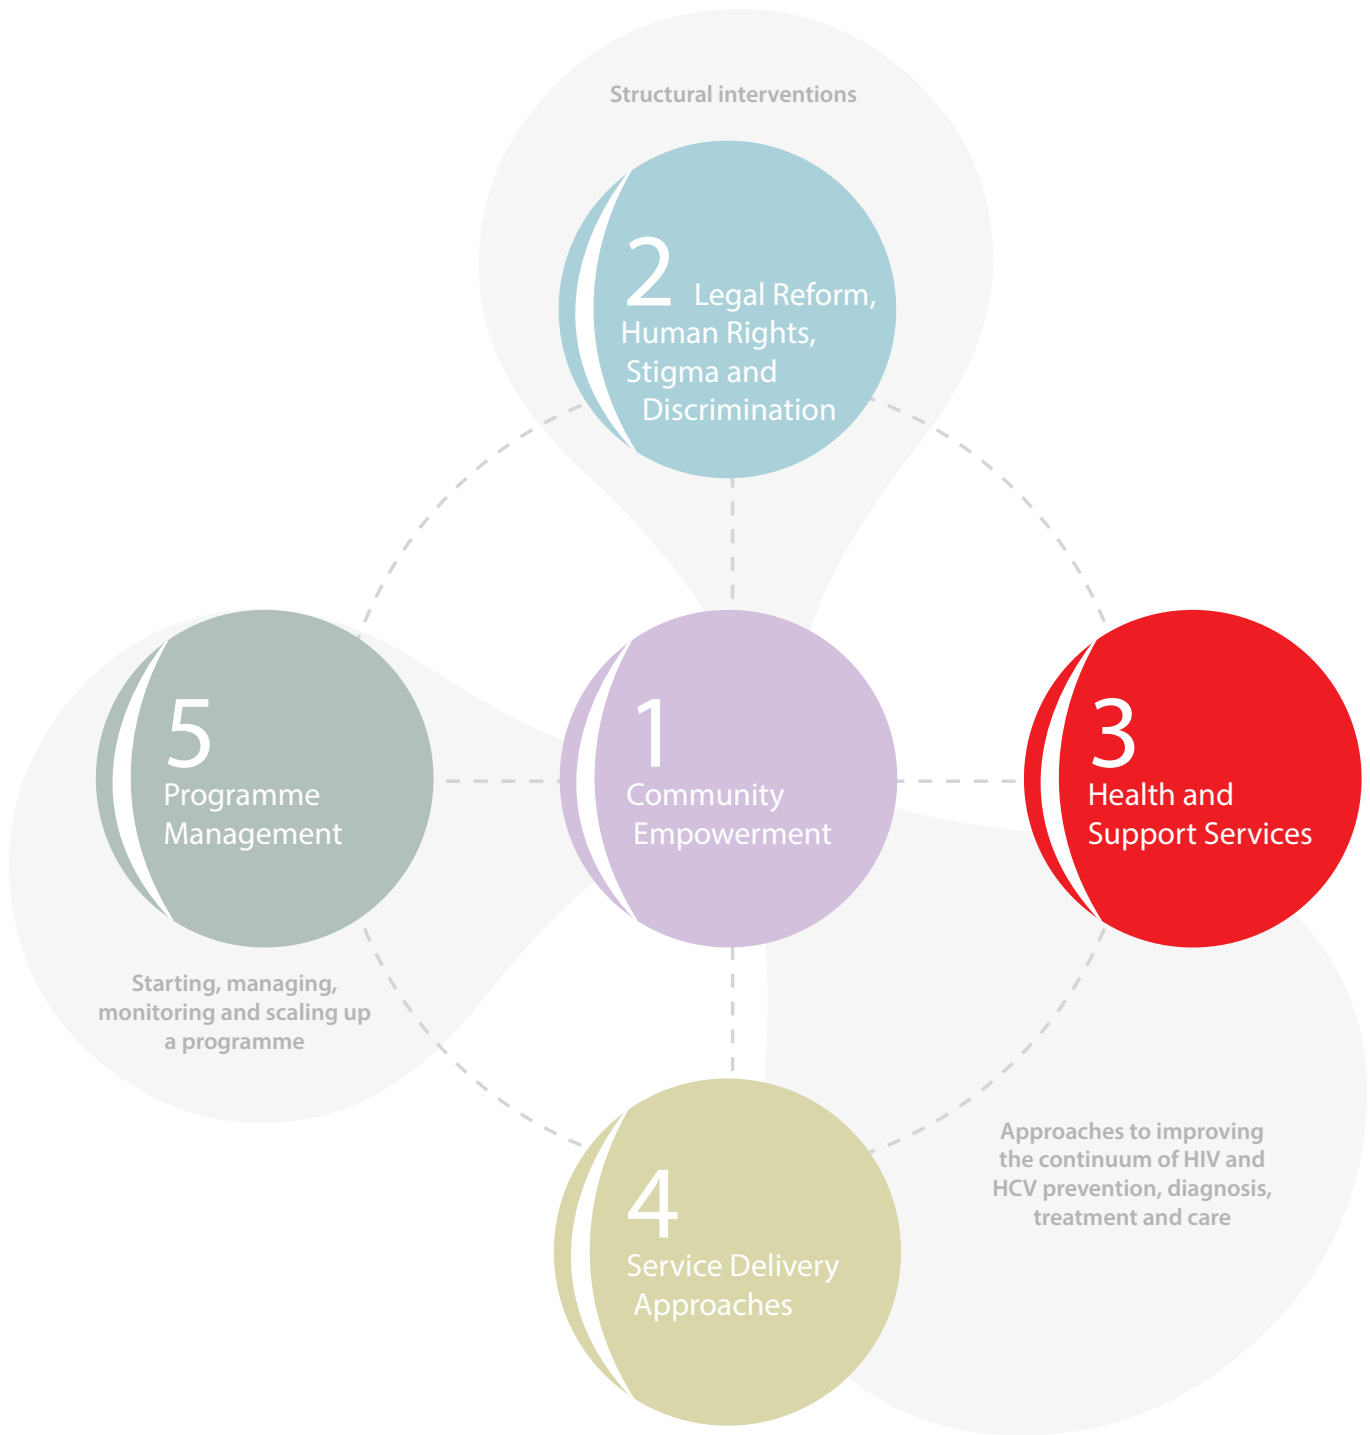 Structural interventions
2 Legal Reform,
Human Rights,
Stigma and
Discrimination
5
Programme
Management
1
Community
Empowerment
3
Health and
Support Services
Starting, managing,
monitoring and scaling up
a programme
Approaches to improving
the continuum of HIV and
HCV prevention, diagnosis,
treatment and care
4
Service Delivery
Approaches